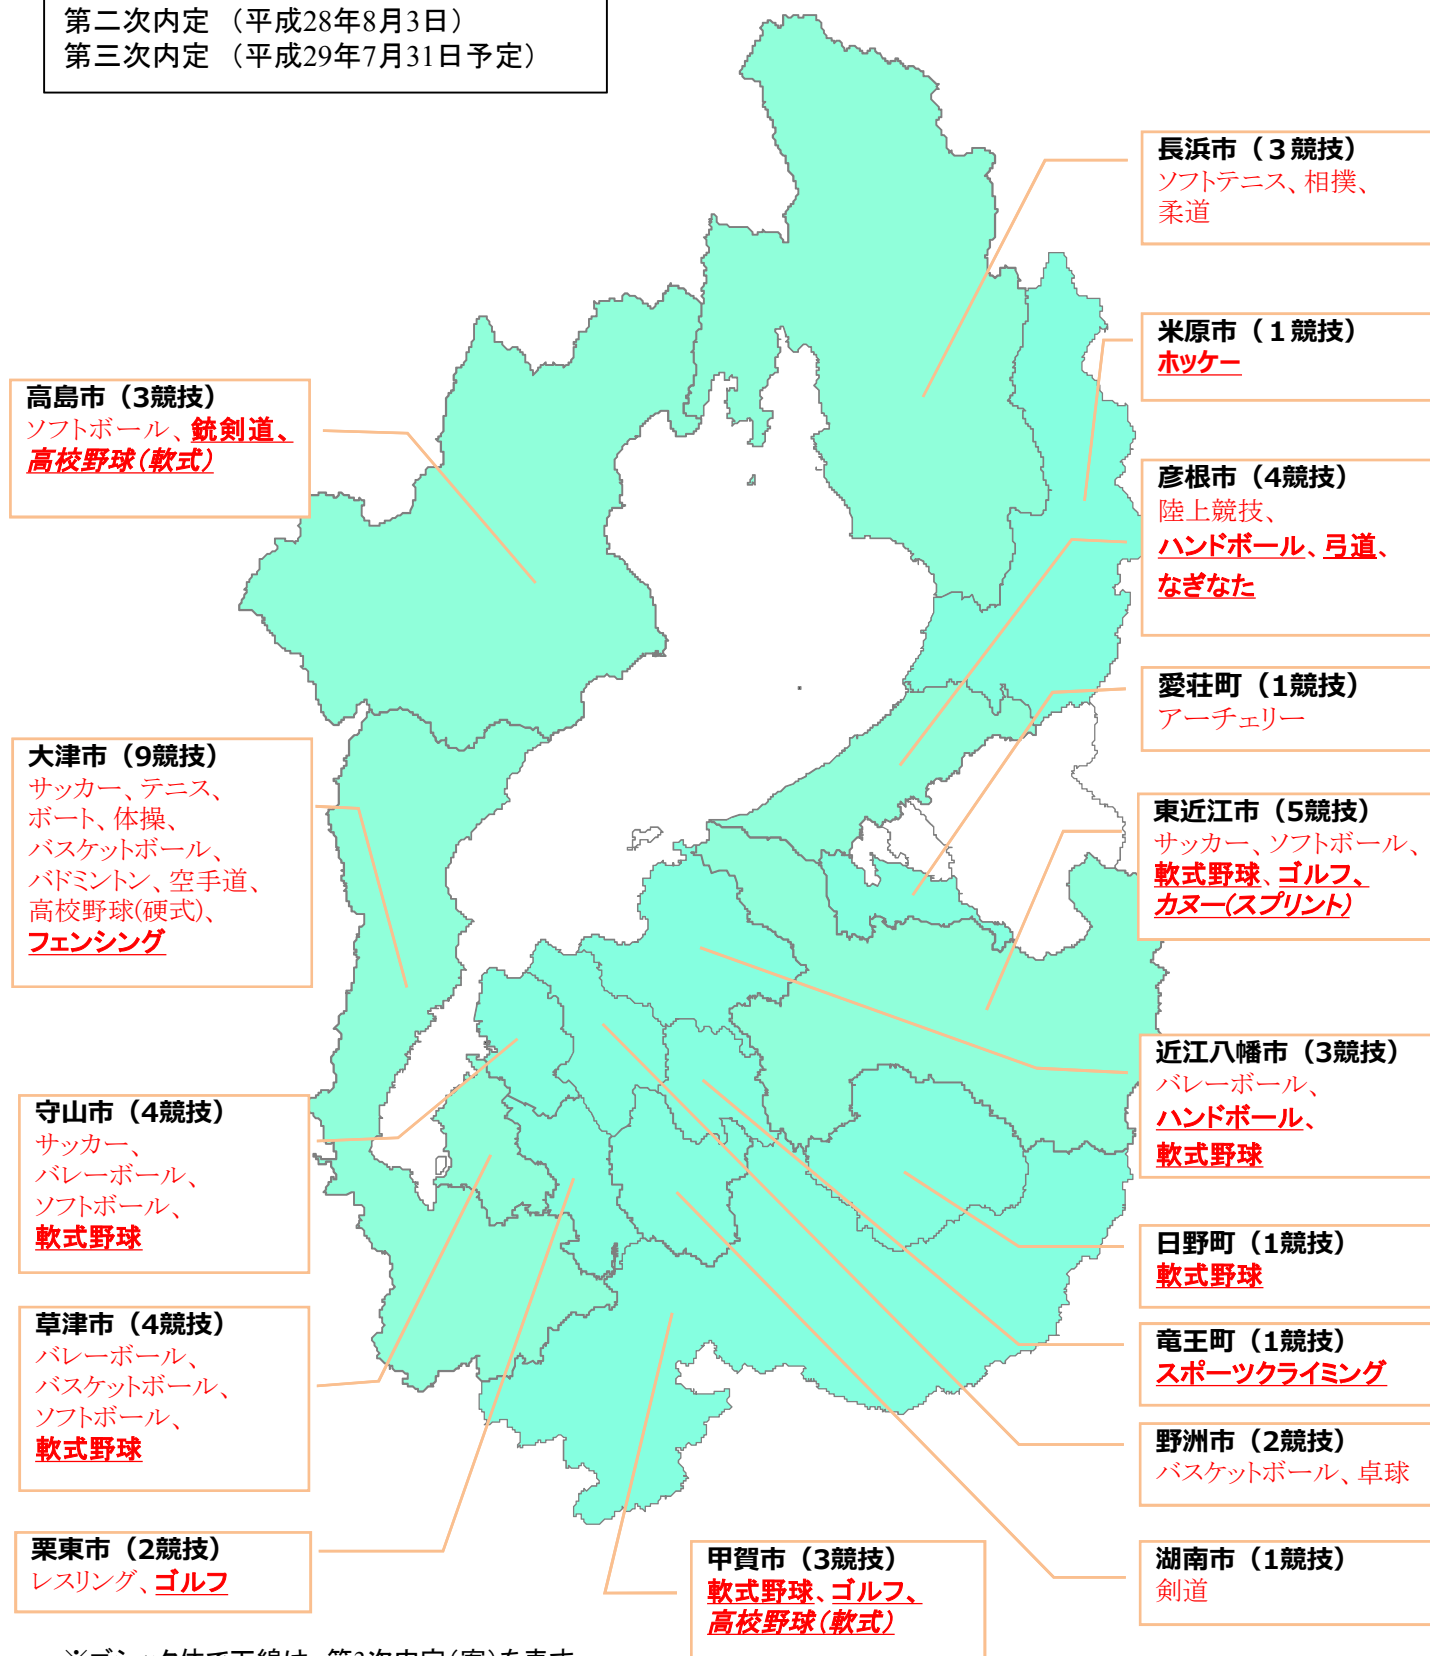 第二次内定 （平成28年8月3日）
第三次内定 （平成29年7月31日予定）
長浜市（３競技）
ソフトテニス、相撲、
柔道
米原市（１競技）
ホッケー
高島市（3競技）
ソフトボール、銃剣道、
高校野球(軟式)
彦根市（4競技）
陸上競技、
ハンドボール、弓道、
なぎなた
愛荘町（1競技）
アーチェリー
大津市（9競技）
サッカー、テニス、
ボート、体操、
バスケットボール、
バドミントン、空手道、
高校野球(硬式)、
フェンシング
東近江市（5競技）
サッカー、ソフトボール、
軟式野球、ゴルフ、
カヌー(スプリント)
近江八幡市（3競技）
バレーボール、
ハンドボール、
軟式野球
守山市（4競技）
サッカー、
バレーボール、
ソフトボール、
軟式野球
日野町（1競技）
軟式野球
草津市（4競技）
バレーボール、
バスケットボール、
ソフトボール、
軟式野球
竜王町（1競技）
スポーツクライミング
野洲市（2競技）
バスケットボール、卓球
栗東市（2競技）
レスリング、ゴルフ
甲賀市（3競技）
軟式野球、ゴルフ、
高校野球(軟式)
湖南市（1競技）
剣道
※ゴシック体で下線は、第3次内定(案)を表す